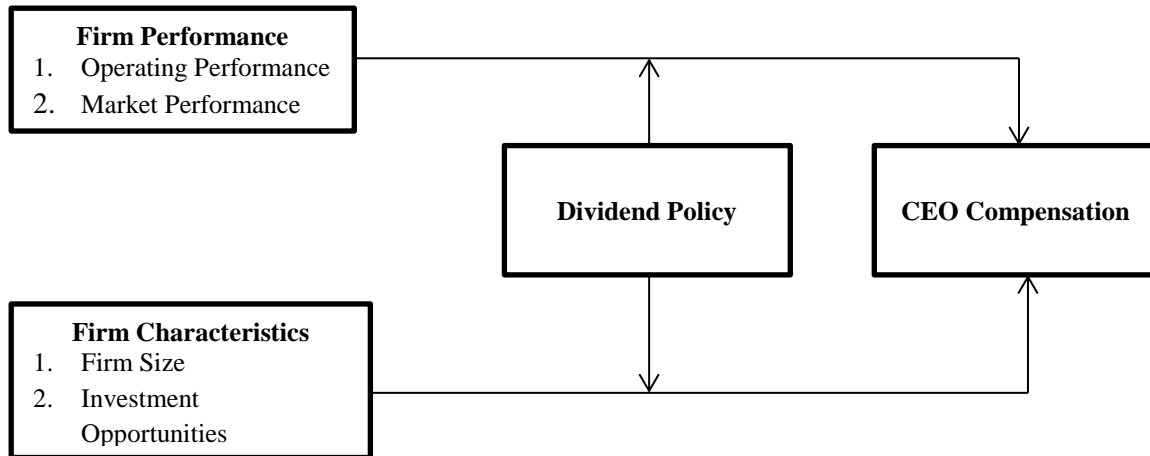 Firm Performance
1. Operating Performance
2. Market Performance
Dividend Policy
CEO Compensation
Firm Characteristics
1. Firm Size
2. Investment
Opportunities